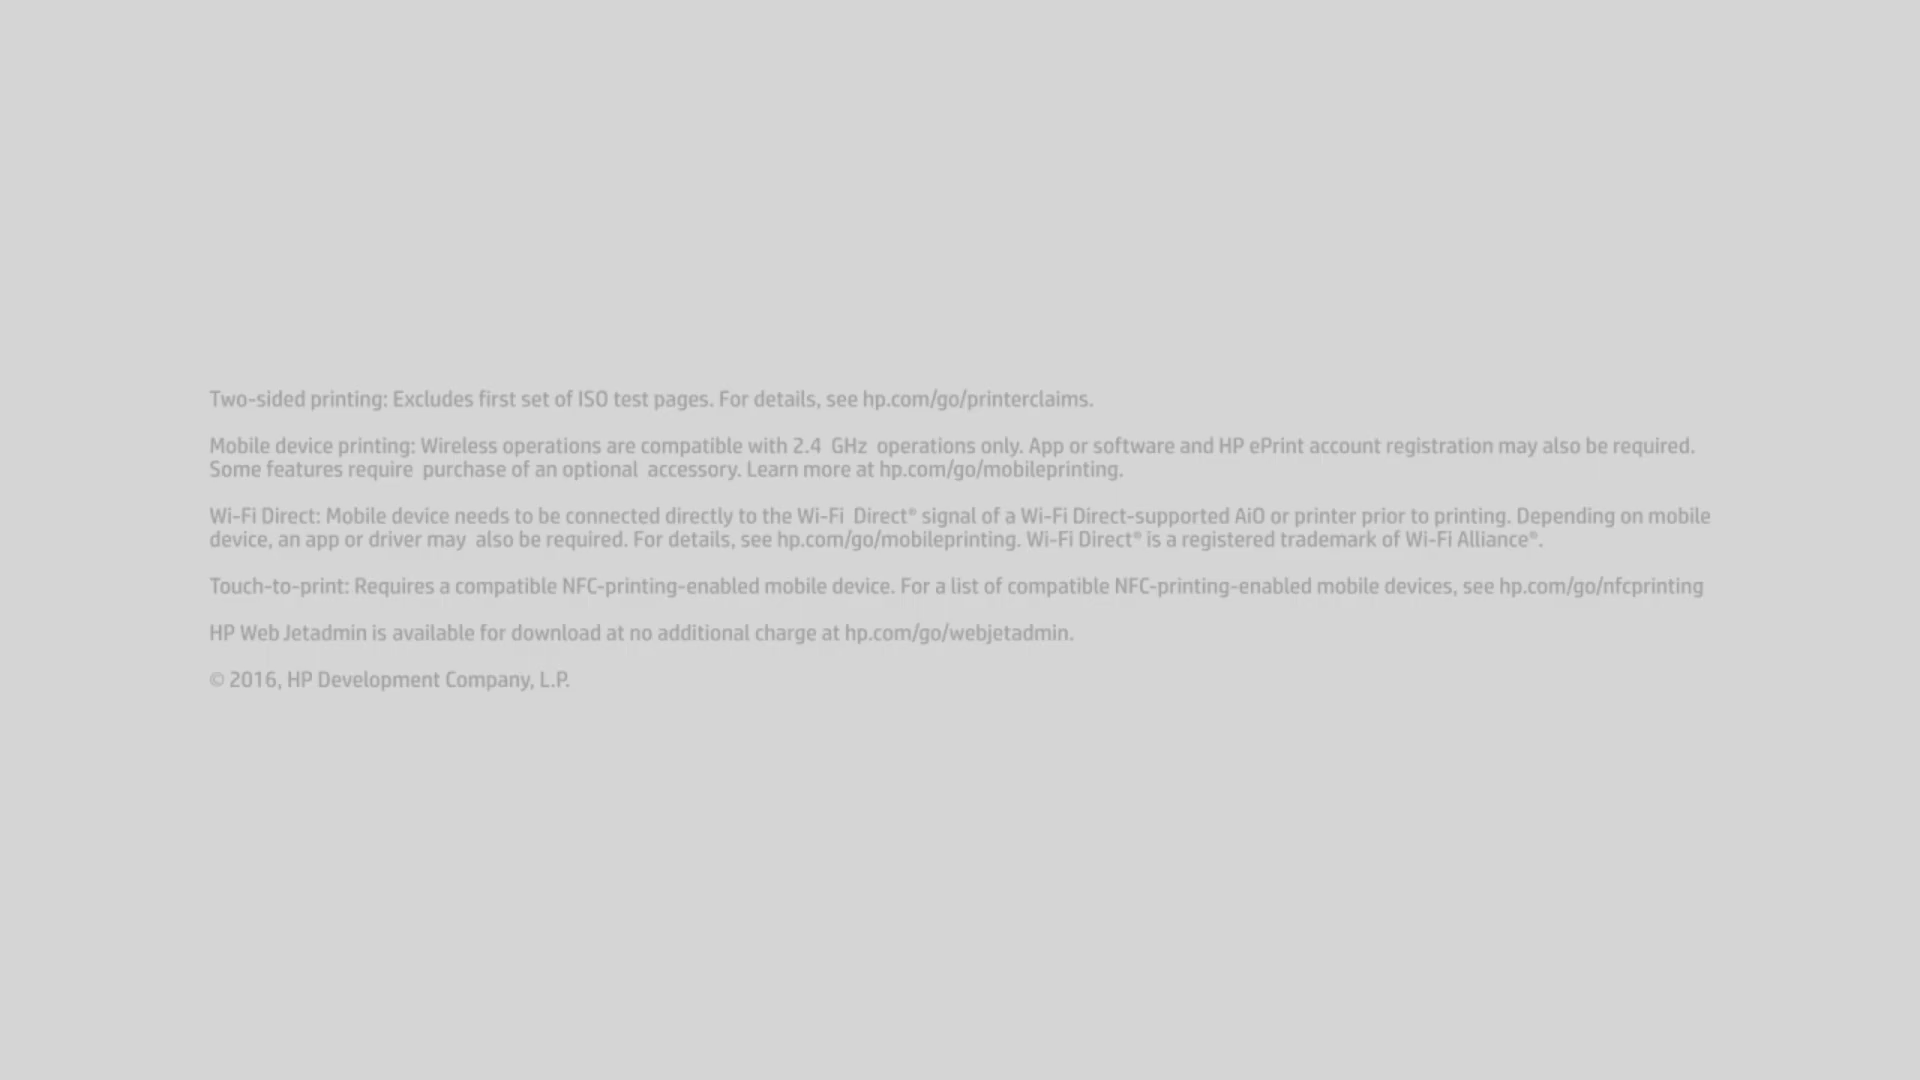 Two-sided printing: Excludes first set of ISO test pages. For details, see hp.com/go/printerclaims.
Mobile device printing: Wireless operations are compatible with 2.4 GHz operations only. App or software and HP ePrint account registration may also be required.
Some features require purchase of an optional accessory. Learn more at hp.com/go/mobileprinting.
Wi-Fi Direct: Mobile device needs to be connected directly to the Wi-Fi Direct® signal of a Wi-Fi Direct-supported AiO or printer prior to printing. Depending on mobile
device, an app or driver may also be required. For details, see hp.com/go/mobileprinting. Wi-Fi Direct® is a registered trademark of Wi-Fi Alliance®.
Touch-to-print: Requires a compatible NFC-printing-enabled mobile device. For a list of compatible NFC-printing-enabled mobile devices, see hp.com/go/nfcprinting
HP Web Jetadmin is available for download at no additional charge at hp.com/go/webjetadmin.
© 2016, HP Development Company, L.P.